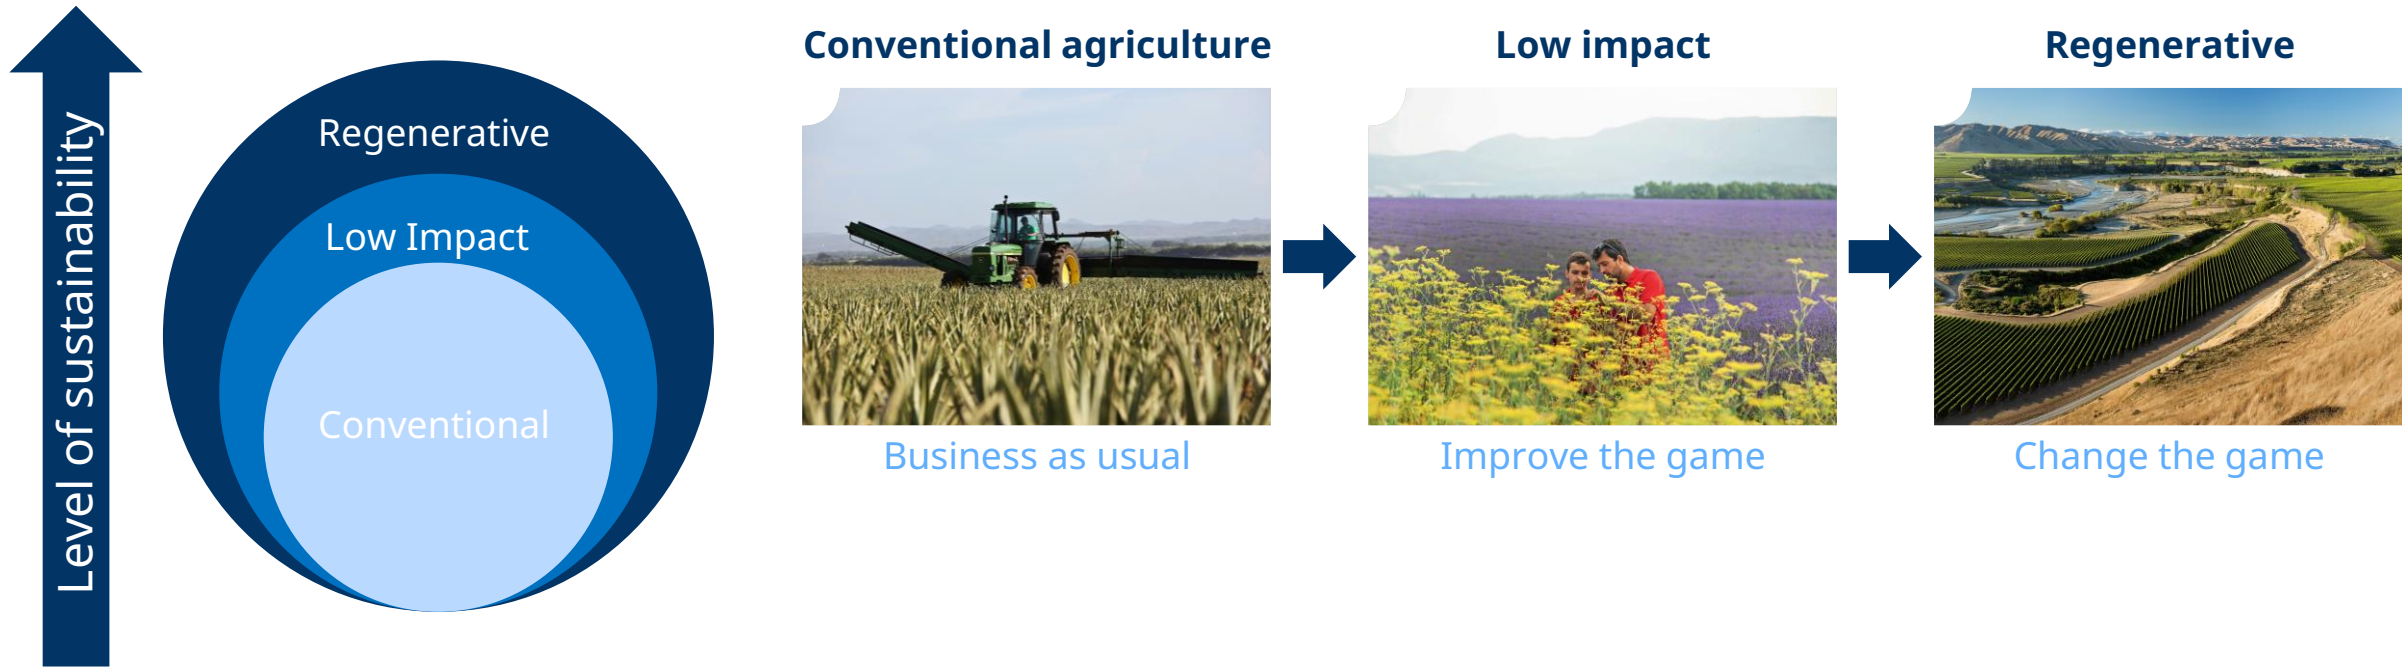 Level of sustainability
Regenerative
Low Impact
Conventional
Conventional agriculture
Business as usual
Low impact
Improve the game
Regenerative
Change the game